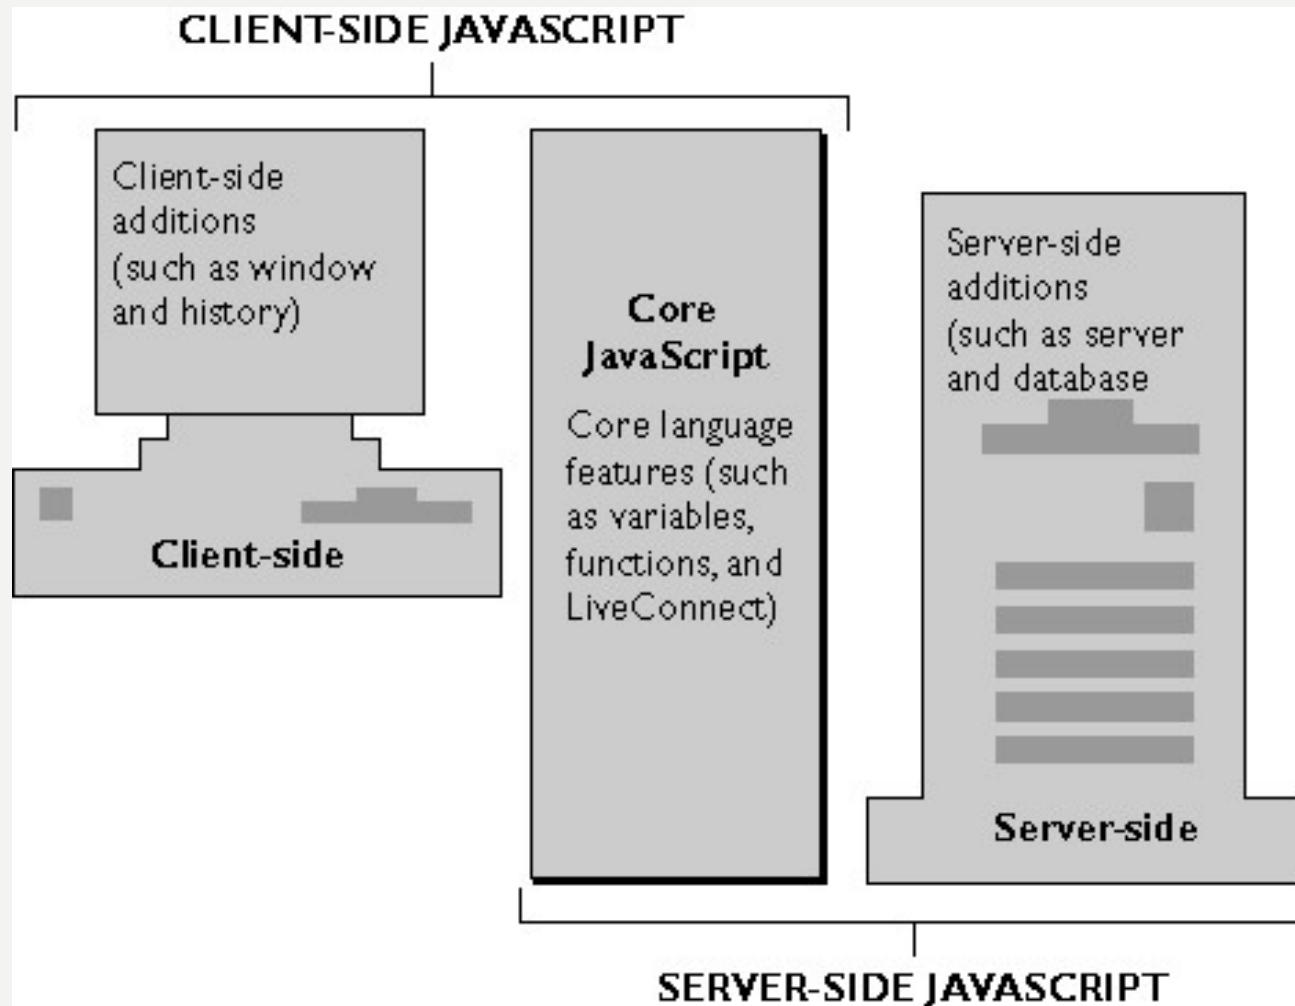 CLIENT-SIDE JAVASCRIPT
Client-side
additions
(such as window
and history)
Client-side
Core
JavaScript
Core language
features (such
as variables,
functions, and
LiveConnect)
Server-side
additions
(such as server
and database
Server-side
SERVER-SIDE JAVASCRIPT